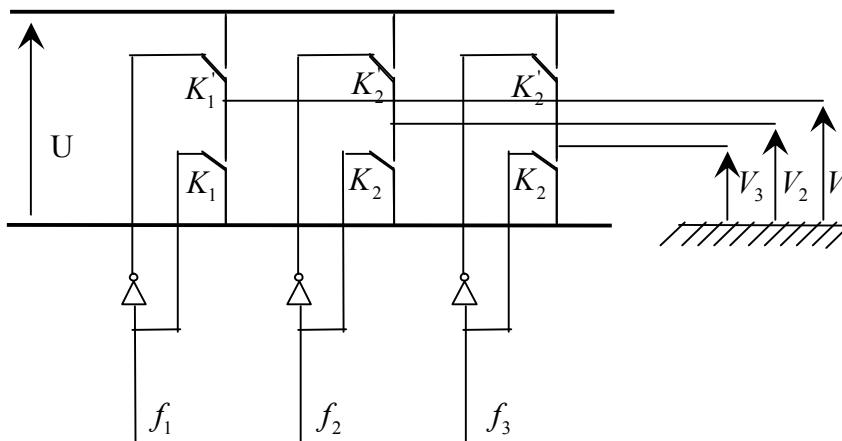 K'₁ K'₂ K'₂
U
K₁ K₂ K₂ V₃ V₂ V
f₁ f₂ f₃